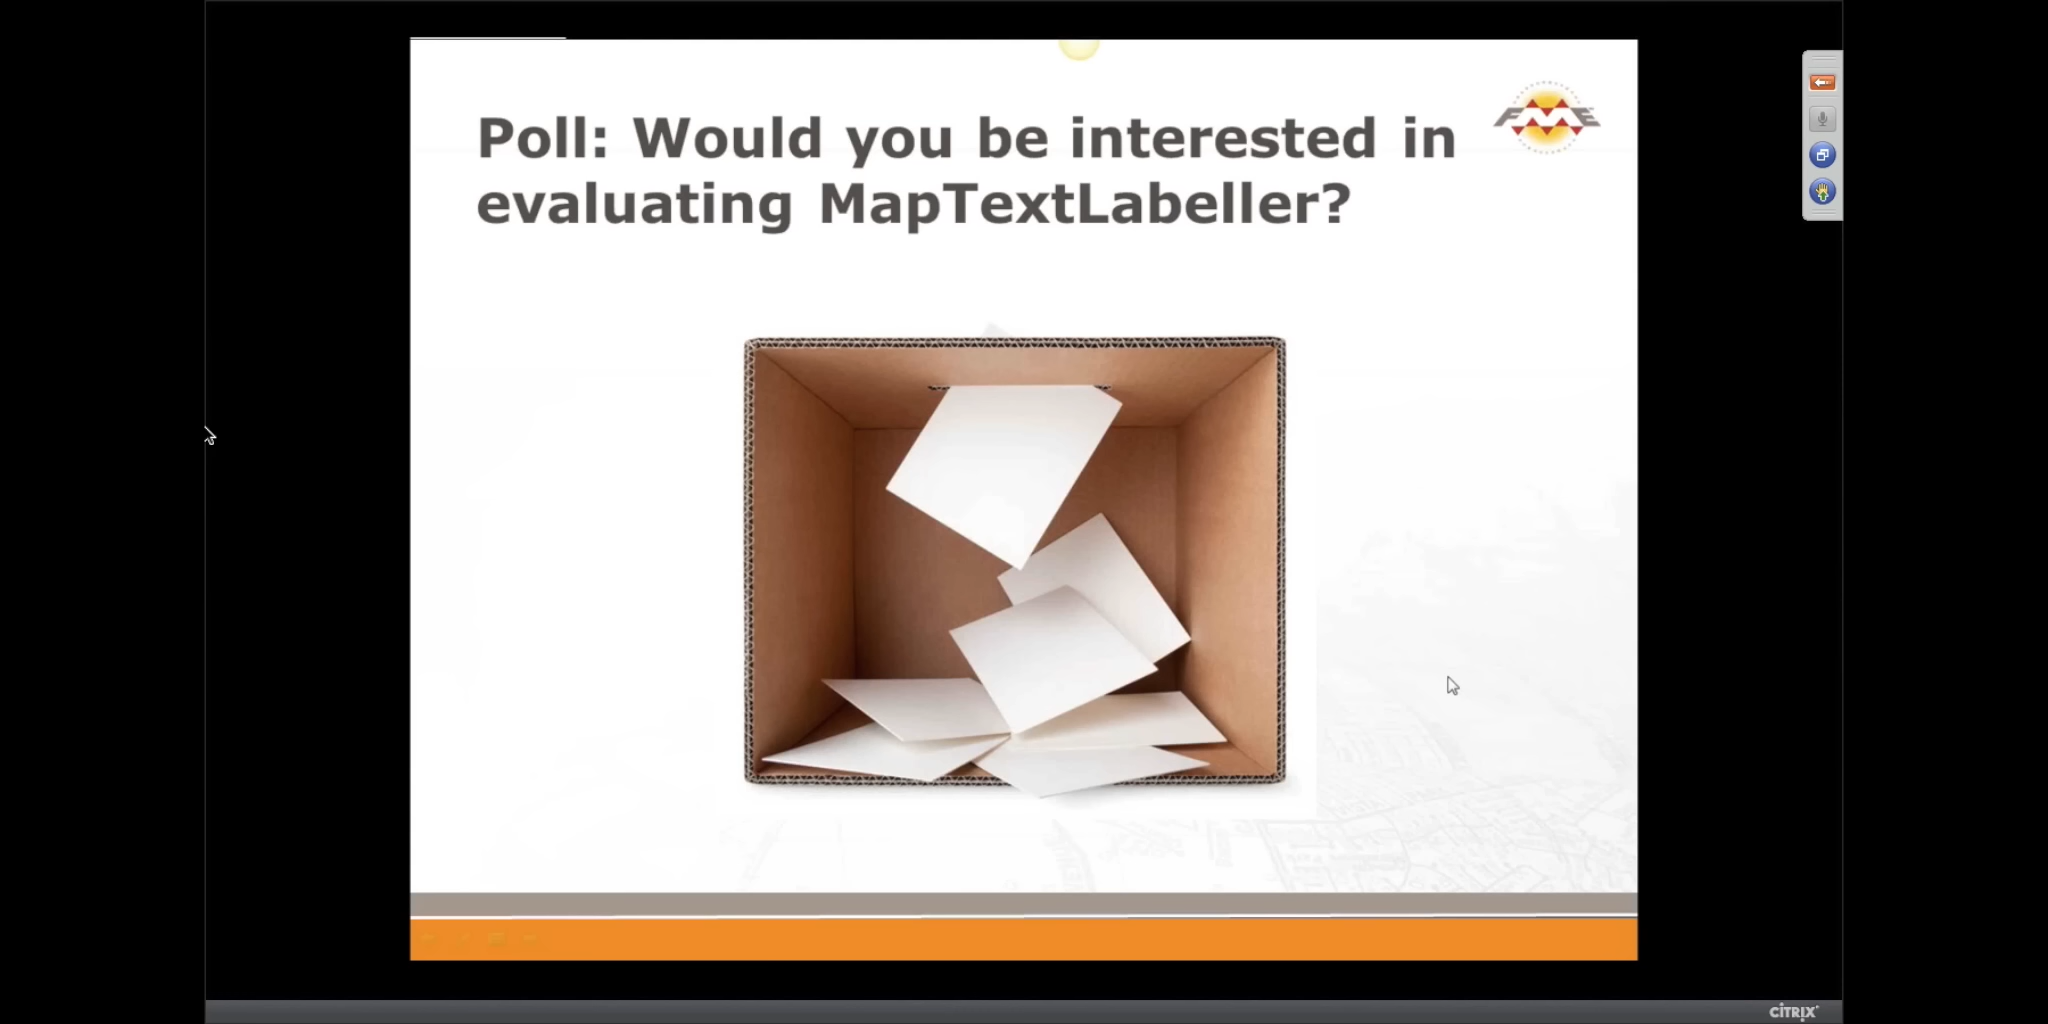 Poll: Would you be interested in
evaluating MapTextLabeller?
FME
CITRIX